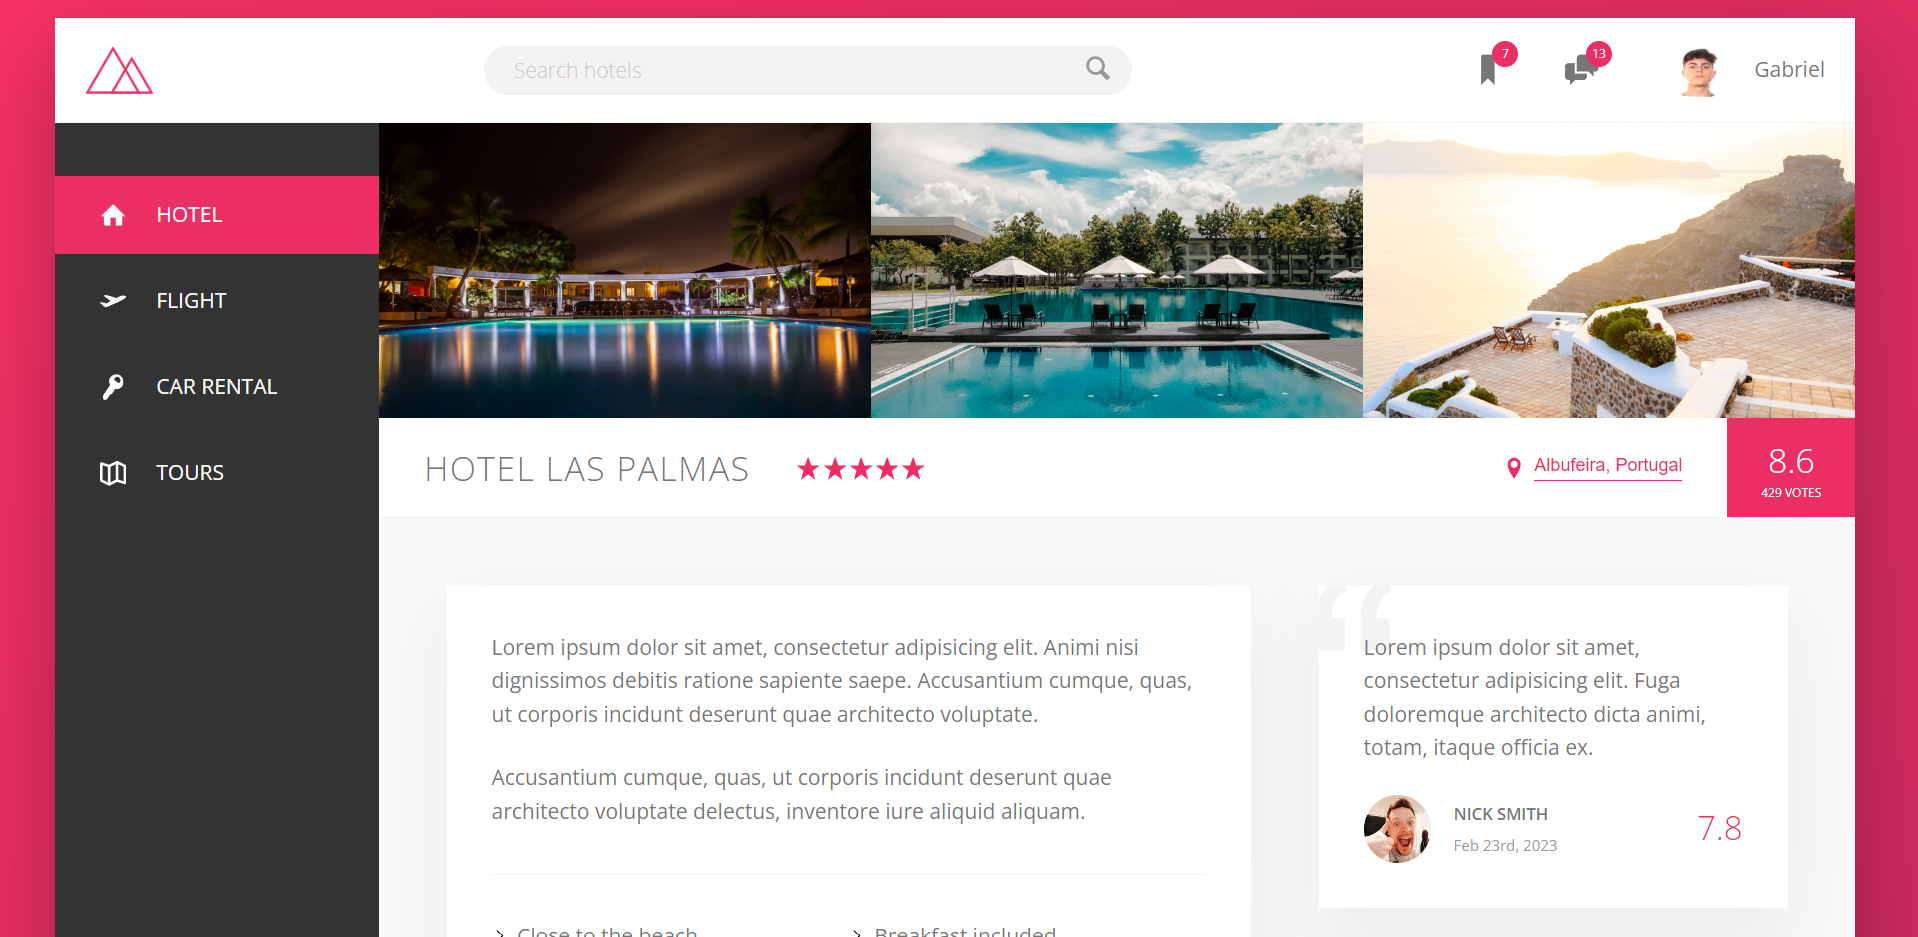 Search hotels
7
13
Gabriel
HOTEL
FLIGHT
CAR RENTAL
TOURS
HOTEL LAS PALMAS
Albufeira, Portugal
8.6
429 VOTES
Lorem ipsum dolor sit amet, consectetur adipisicing elit. Animi nisi
dignissimos debitis ratione sapiente saepe. Accusantium cumque, quas,
ut corporis incidunt deserunt quae architecto voluptate.
Accusantium cumque, quas, ut corporis incidunt deserunt quae
architecto voluptate delectus, inventore iure aliquid aliquam.
Close to the beach
Breakfast included
“
Lorem ipsum dolor sit amet,
consectetur adipisicing elit. Fuga
doloremque architecto dicta animi,
totam, itaque officia ex.
NICK SMITH
Feb 23rd, 2023
7.8